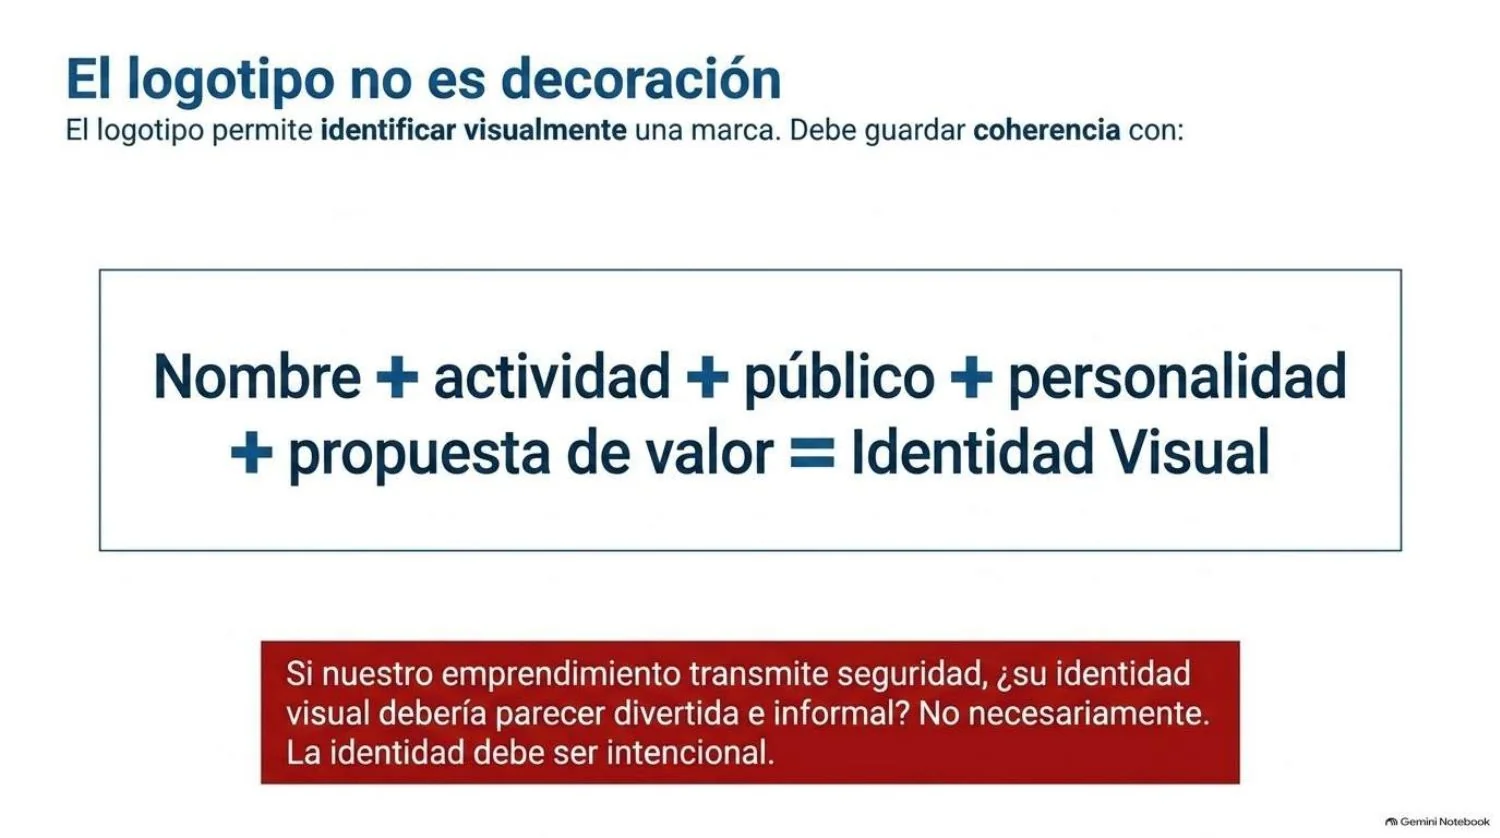 El logotipo no es decoración
El logotipo permite identificar visualmente una marca. Debe guardar coherencia con:
Nombre + actividad + público + personalidad
+ propuesta de valor = Identidad Visual
Si nuestro emprendimiento transmite seguridad, ¿su identidad
visual debería parecer divertida e informal? No necesariamente.
La identidad debe ser intencional.
Gemini Notebook